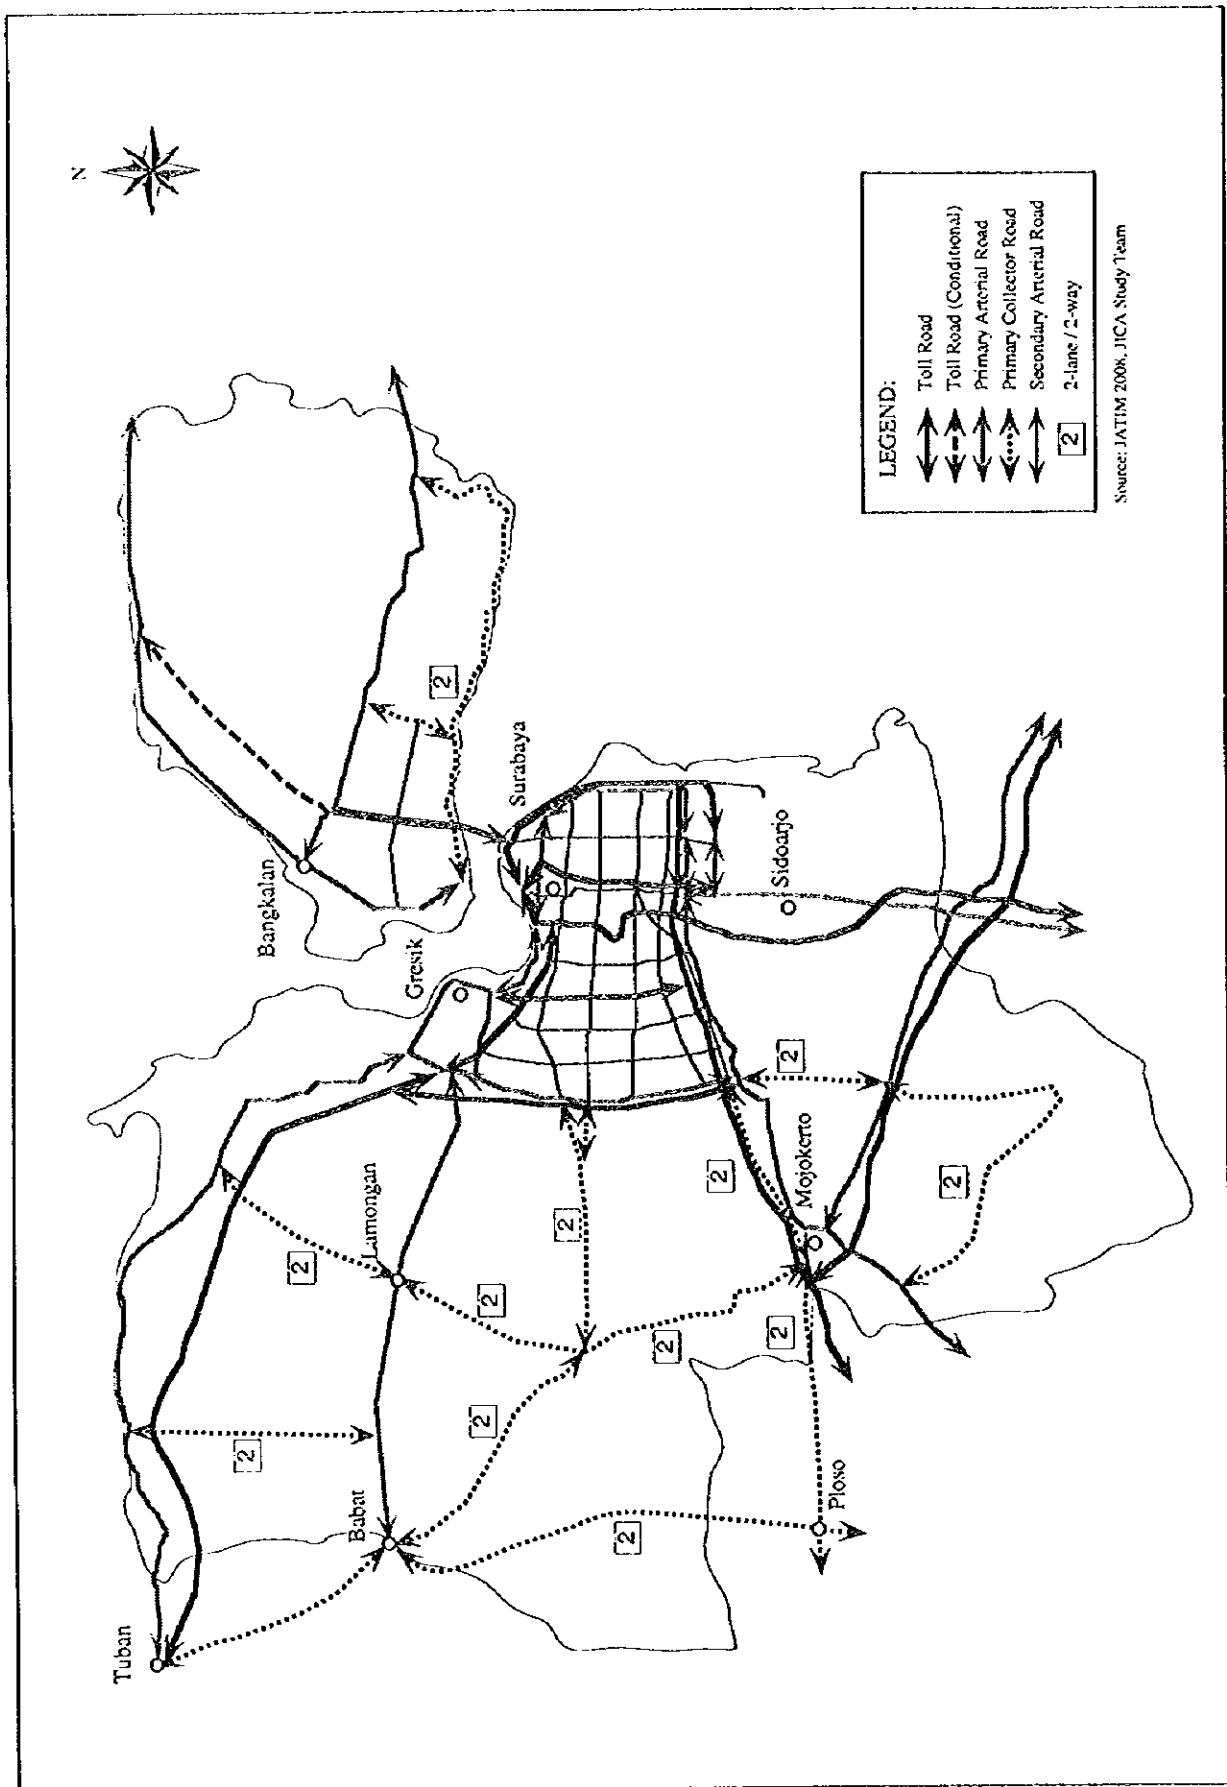 N
Tuban
2
Bangkalan
2
Babat
Lamongan
Gresik
2
2
2
Surabaya
2
2
2
2
2
2
Sidoarjo
Mojokerto
Ploso
2
LEGEND:
Toll Road
Toll Road (Conditional)
Primary Arterial Road
Primary Collector Road
Secondary Arterial Road
2 2-lane / 2-way
Source: JATIM 200K, JICA Study Team